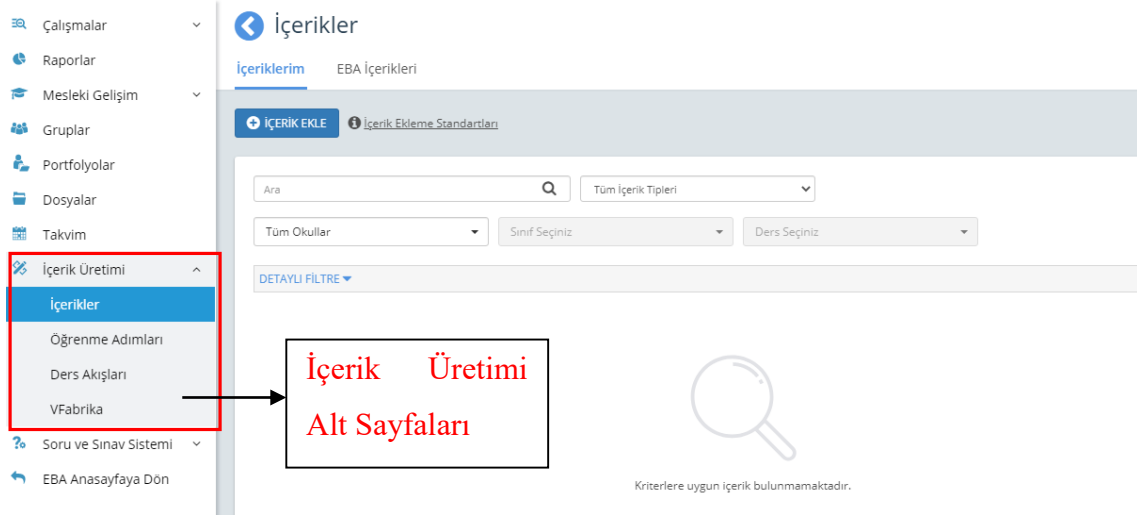 Çalışmalar
Raporlar
Mesleki Gelişim
Gruplar
Portfolyolar
Dosyalar
Takvim
İçerik Üretimi
İçerikler
Öğrenme Adımları
Ders Akışları
VFabrika
Soru ve Sınav Sistemi
EBA Anasayfaya Dön
İçerikler
İçeriklerim EBA İçerikleri
İÇERİK EKLE İçerik Ekleme Standartları
Ara Tüm İçerik Tipleri
Tüm Okullar Sınıf Seçiniz Ders Seçiniz
DETAYLI FİLTRE
İçerik Üretimi
Alt Sayfaları
Kriterlere uygun içerik bulunmamaktadır.